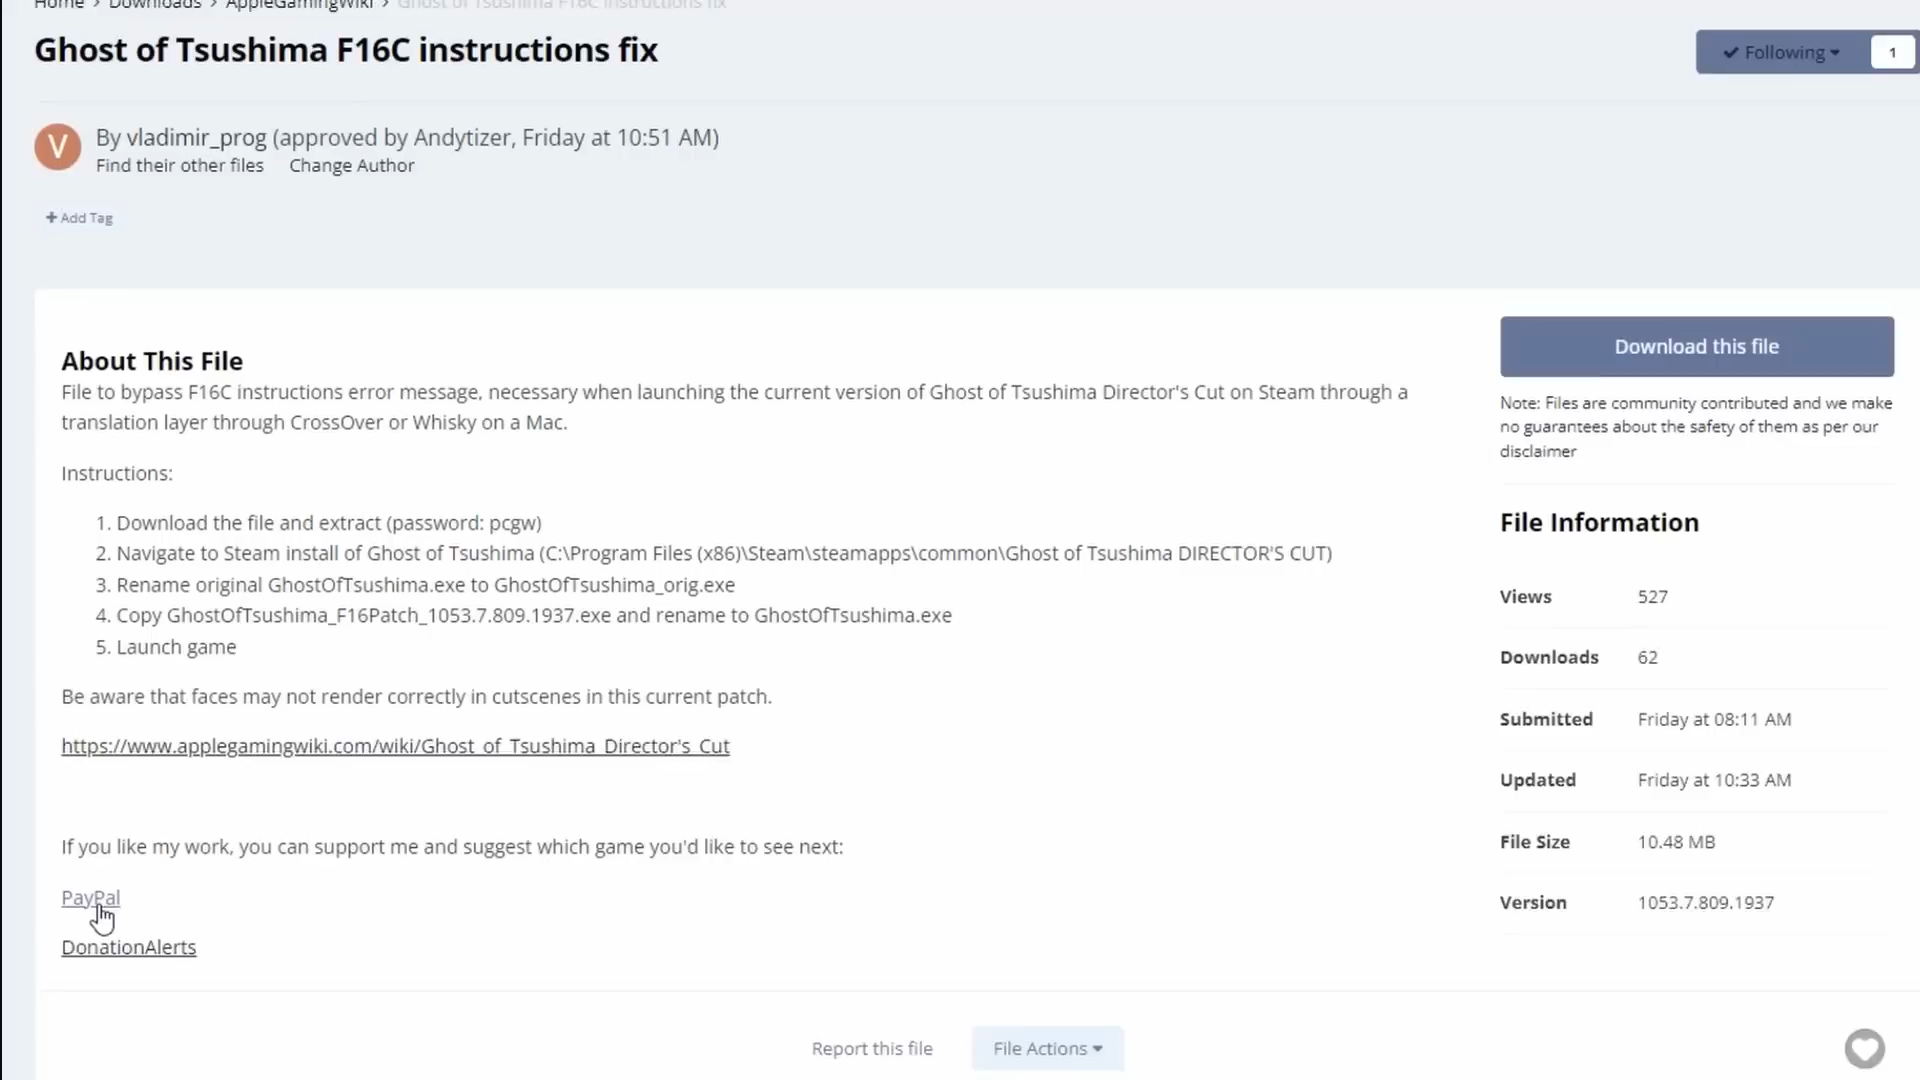 Home > Downloads > AppleGamingWiki > Ghost of Tsushima F16C instructions fix
Ghost of Tsushima F16C instructions fix
Following
1
V
By vladimir_prog (approved by Andytizer, Friday at 10:51 AM)
Find their other files Change Author
+ Add Tag
About This File
File to bypass F16C instructions error message, necessary when launching the current version of Ghost of Tsushima Director's Cut on Steam through a
translation layer through CrossOver or Whisky on a Mac.
Instructions:
1. Download the file and extract (password: pcgw)
2. Navigate to Steam install of Ghost of Tsushima (C:\Program Files (x86)\Steam\steamapps\common\Ghost of Tsushima DIRECTOR'S CUT)
3. Rename original GhostOfTsushima.exe to GhostOfTsushima_orig.exe
4. Copy GhostOfTsushima_F16Patch_1053.7.809.1937.exe and rename to GhostOfTsushima.exe
5. Launch game
Be aware that faces may not render correctly in cutscenes in this current patch.
https://www.applegamingwiki.com/wiki/Ghost_of_Tsushima_Director's_Cut
If you like my work, you can support me and suggest which game you'd like to see next:
PayPal
DonationAlerts
Download this file
Note: Files are community contributed and we make
no guarantees about the safety of them as per our
disclaimer
File Information
Views 527
Downloads 62
Submitted Friday at 08:11 AM
Updated Friday at 10:33 AM
File Size 10.48 MB
Version 1053.7.809.1937
Report this file
File Actions